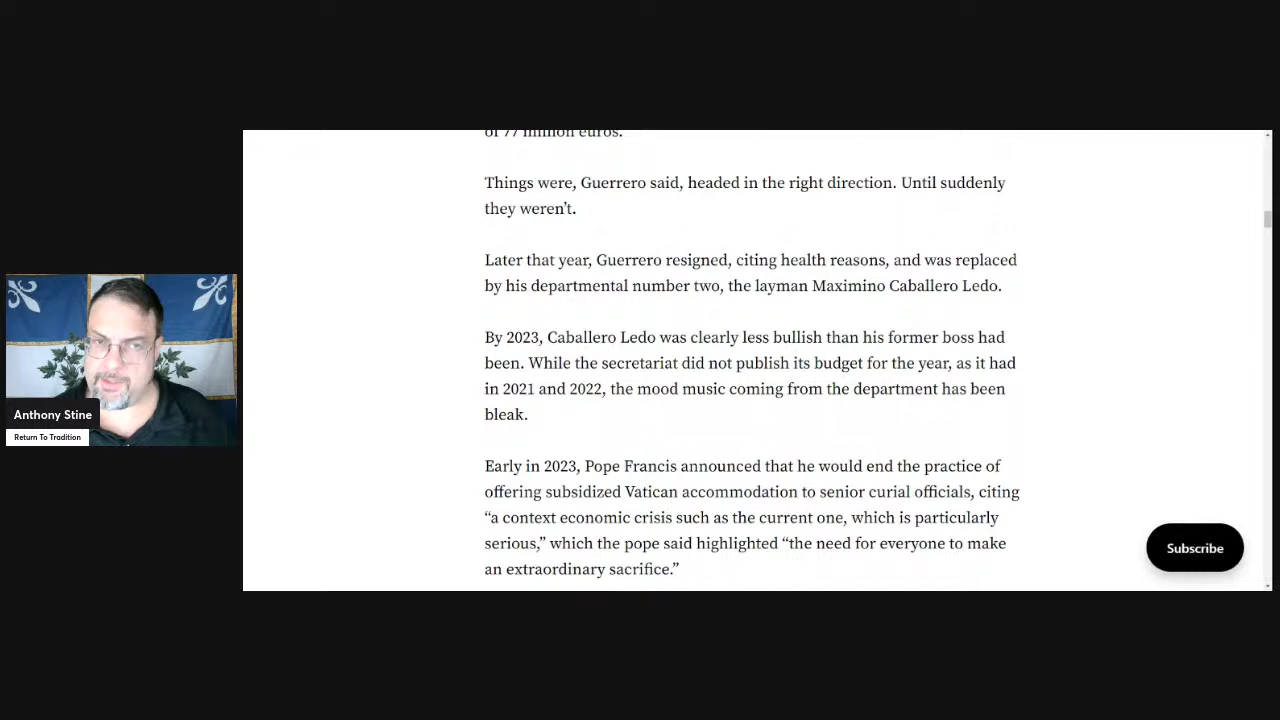 of 77 million euros.
Things were, Guerrero said, headed in the right direction. Until suddenly
they weren’t.
Later that year, Guerrero resigned, citing health reasons, and was replaced
by his departmental number two, the layman Maximino Caballero Ledo.
By 2023, Caballero Ledo was clearly less bullish than his former boss had
been. While the secretariat did not publish its budget for the year, as it had
in 2021 and 2022, the mood music coming from the department has been
bleak.
Early in 2023, Pope Francis announced that he would end the practice of
offering subsidized Vatican accommodation to senior curial officials, citing
“a context economic crisis such as the current one, which is particularly
serious,” which the pope said highlighted “the need for everyone to make
an extraordinary sacrifice.”
Subscribe
Anthony Stine
Return To Tradition